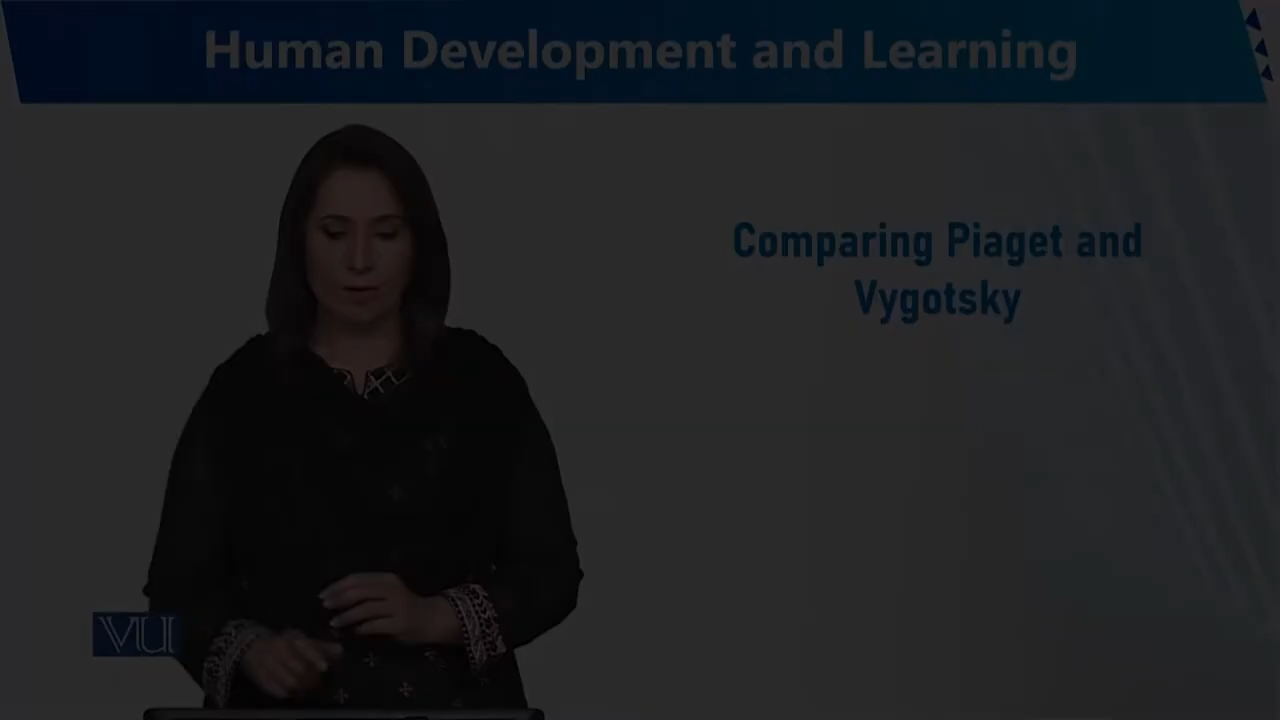 Human Development and Learning
Comparing Piaget and
Vygotsky
VU